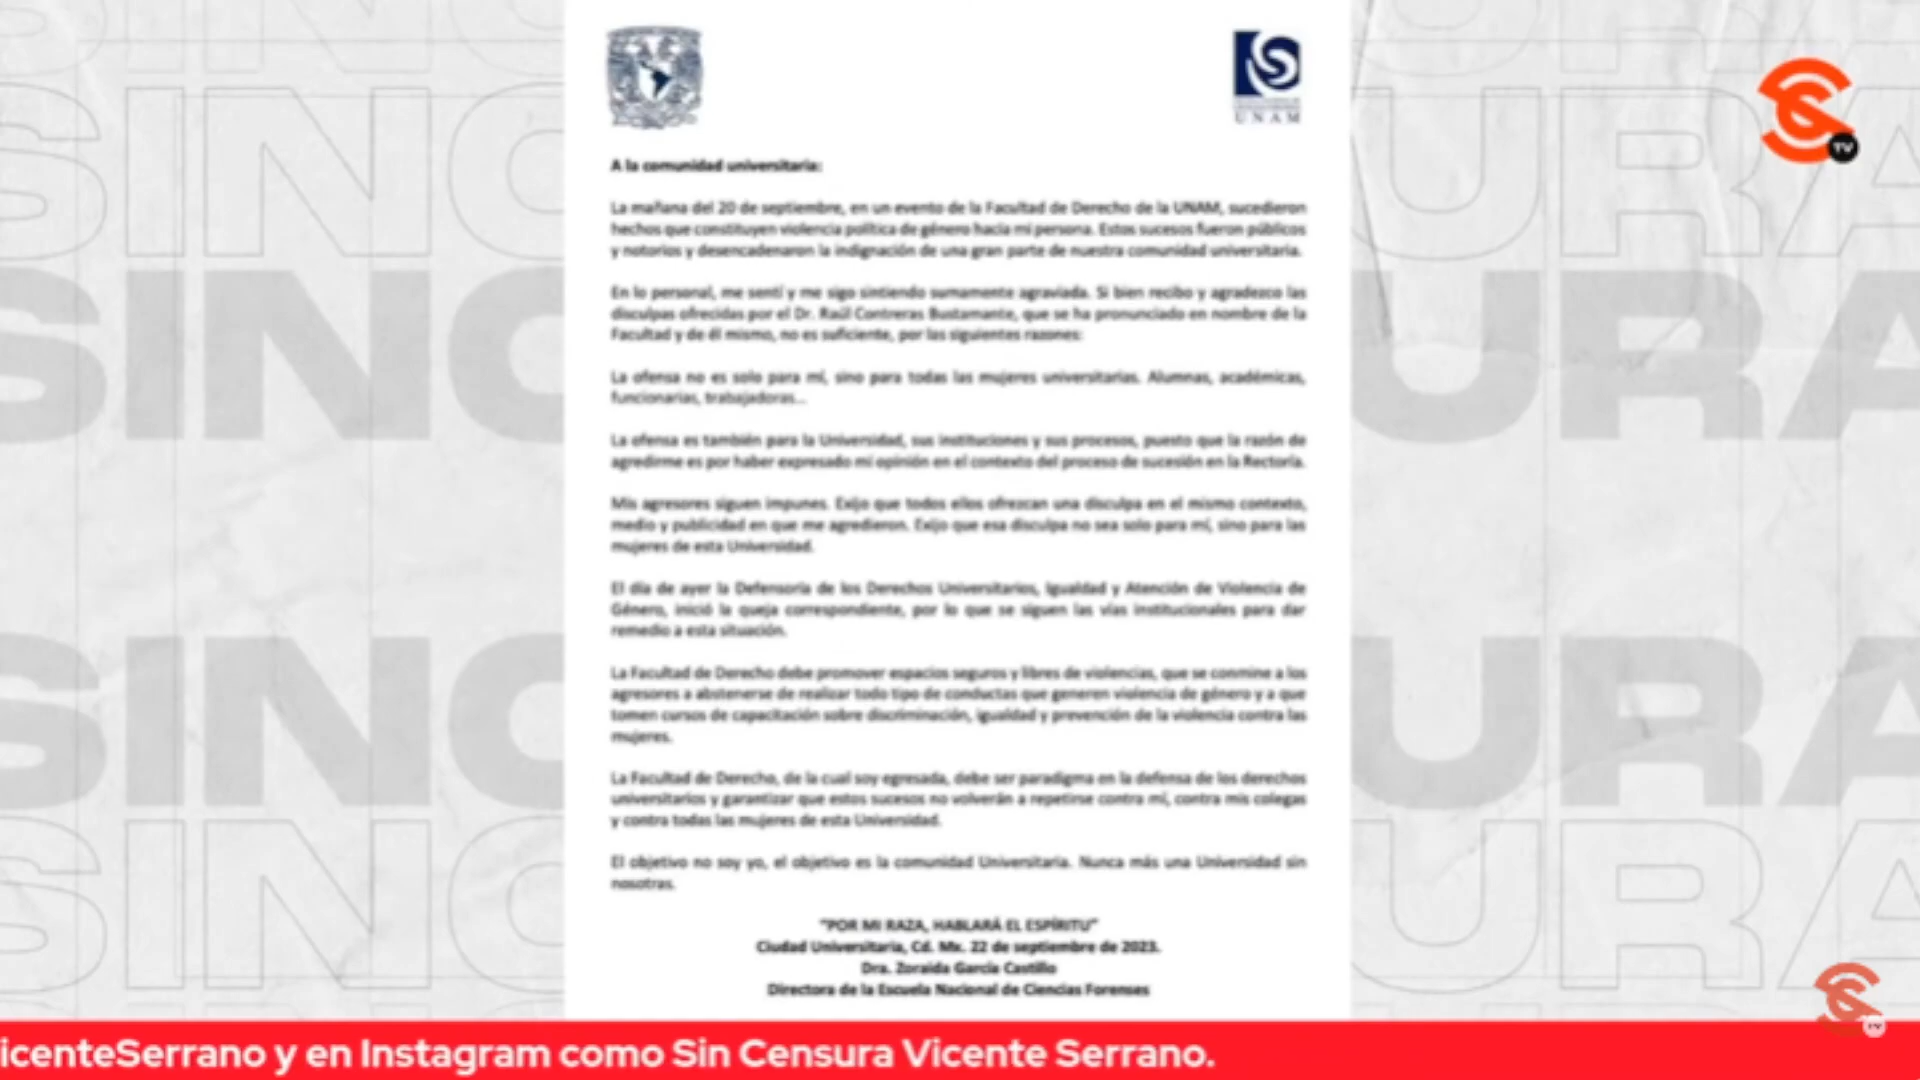 SINC
URA
UNAM
TV
A la comunidad universitaria:
La mañana del 20 de septiembre, en un evento de la Facultad de Derecho de la UNAM, sucedieron
hechos que constituyen violencia política de género hacia mi persona. Estos sucesos fueron públicos
y notorios y desencadenaron la indignación de una gran parte de nuestra comunidad universitaria.
En lo personal, me sentí y me sigo sintiendo sumamente agraviada. Si bien recibo y agradezco las
disculpas ofrecidas por el Dr. Raúl Contreras Bustamante, que se ha pronunciado en nombre de la
Facultad y de él mismo, no es suficiente, por las siguientes razones:
La ofensa no es solo para mí, sino para todas las mujeres universitarias. Alumnas, académicas,
funcionarias, trabajadoras...
La ofensa es también para la Universidad, sus instituciones y sus procesos, puesto que la razón de
agredirme es por haber expresado mi opinión en el contexto del proceso de sucesión en la Rectoría.
Mis agresores siguen impunes. Exijo que todos ellos ofrezcan una disculpa en el mismo contexto,
medio y publicidad en que me agredieron. Exijo que esa disculpa no sea solo para mí, sino para las
mujeres de esta Universidad.
El día de ayer la Defensoría de los Derechos Universitarios, Igualdad y Atención de Violencia de
Género, inició la queja correspondiente, por lo que se siguen las vías institucionales para dar
remedio a esta situación.
La Facultad de Derecho debe promover espacios seguros y libres de violencias, que se conmine a los
agresores a abstenerse de realizar todo tipo de conductas que generen violencia de género y a que
tomen cursos de capacitación sobre discriminación, igualdad y prevención de la violencia contra las
mujeres.
La Facultad de Derecho, de la cual soy egresada, debe ser paradigma en la defensa de los derechos
universitarios y garantizar que estos sucesos no volverán a repetirse contra mí, contra mis colegas
y contra todas las mujeres de esta Universidad.
El objetivo no soy yo, el objetivo es la comunidad Universitaria. Nunca más una Universidad sin
nosotras.
"POR MI RAZA, HABLARÁ EL ESPÍRITU"
Ciudad Universitaria, Cd. Mx. 22 de septiembre de 2023.
Dra. Zoraida García Castillo
Directora de la Escuela Nacional de Ciencias Forenses
icenteSerrano y en Instagram como Sin Censura Vicente Serrano.